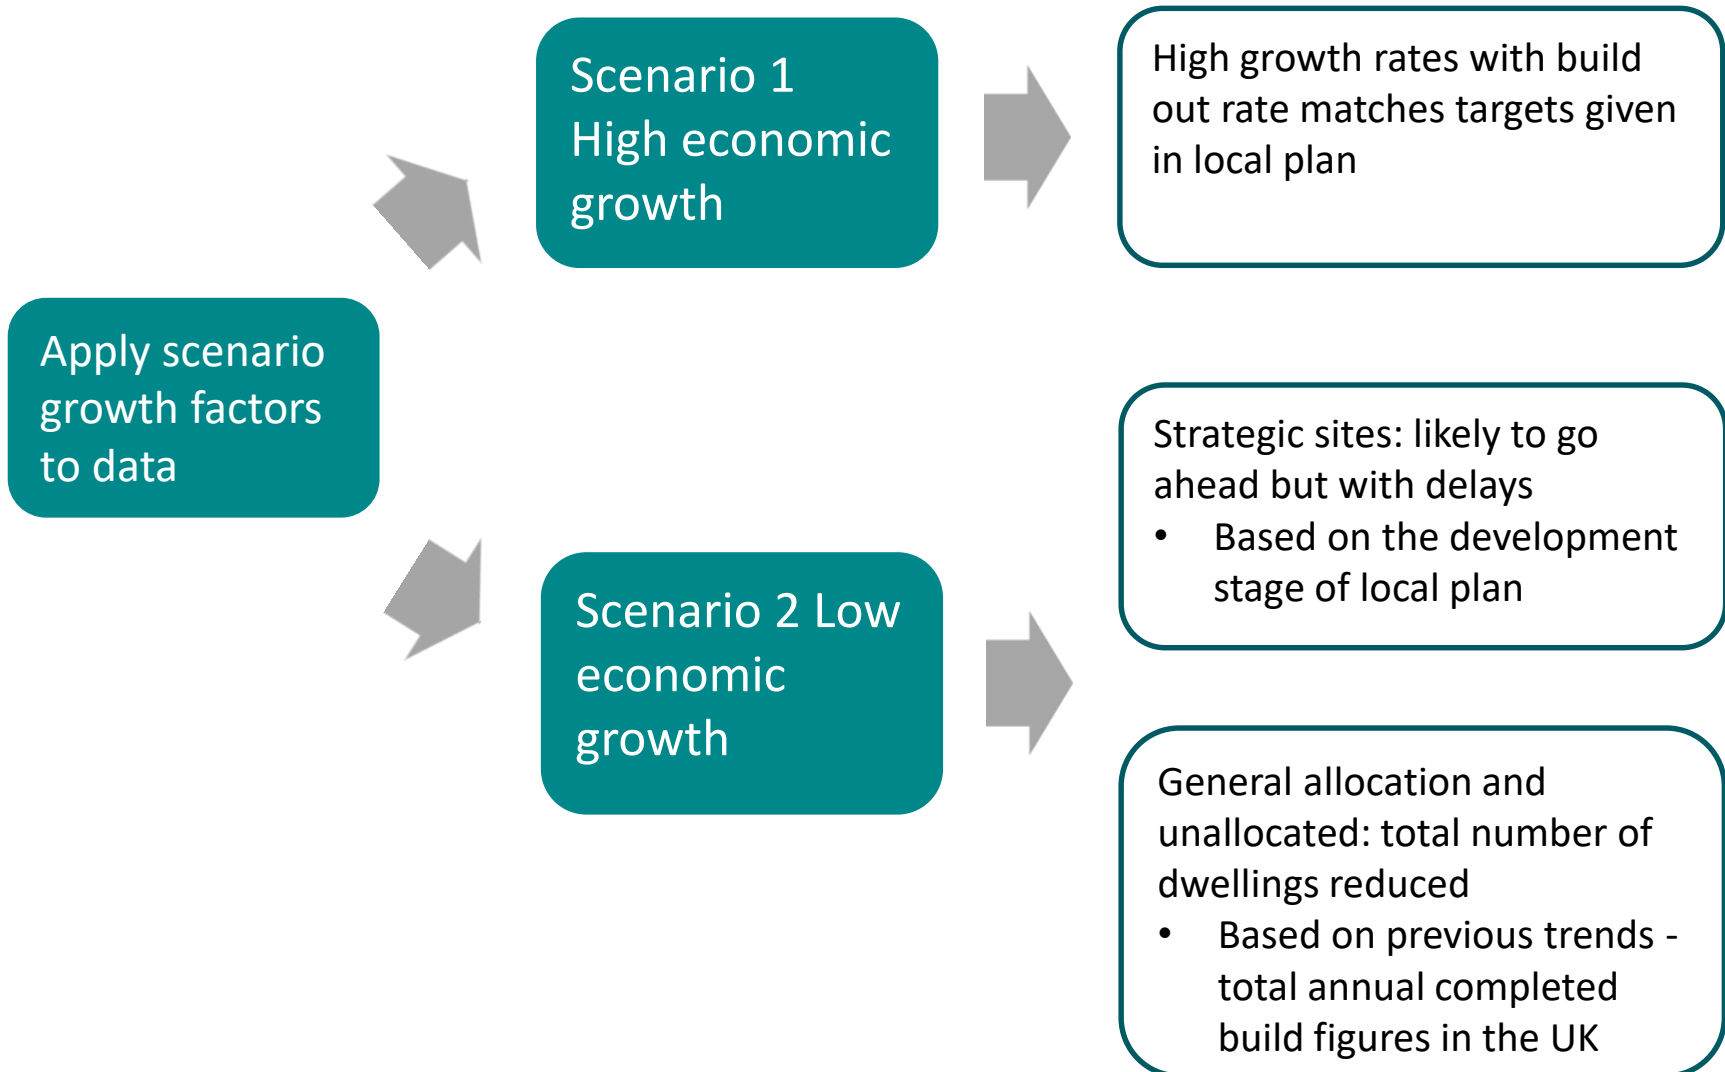 Apply scenario
growth factors
to data
Scenario 1
High economic
growth
High growth rates with build
out rate matches targets given
in local plan
Scenario 2 Low
economic
growth
Strategic sites: likely to go
ahead but with delays
• Based on the development
stage of local plan
General allocation and
unallocated: total number of
dwellings reduced
• Based on previous trends -
total annual completed
build figures in the UK